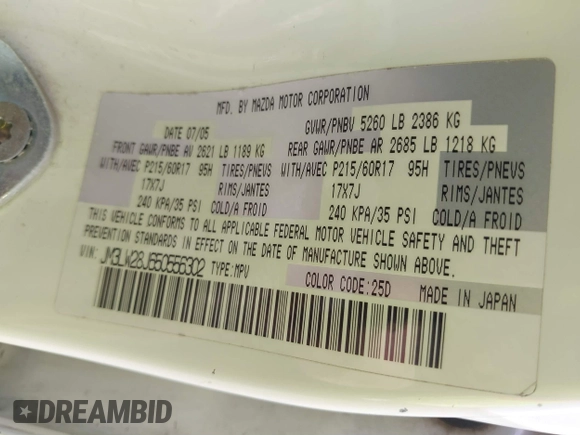 MFD. BY MAZDA MOTOR CORPORATION
DATE 07/05 GVWR/PNBV 5260 LB 2386 KG
FRONT GAWR/PNBE AV 2621 LB 1189 KG REAR GAWR/PNBE AR 2685 LB 1218 KG
WITH/AVEC P215/60R17 95H TIRES/PNEVS WITH/AVEC P215/60R17 95H TIRES/PNEVS
17X7J RIMS/JANTES 17X7J RIMS/JANTES
240 KPA/35 PSI COLD/A FROID 240 KPA/35 PSI COLD/A FROID
THIS VEHICLE CONFORMS TO ALL APPLICABLE FEDERAL MOTOR VEHICLE SAFETY AND THEFT
PREVENTION STANDARDS IN EFFECT ON THE DATE OF MANUFACTURE SHOWN ABOVE.
VIN: JM3LW28J650556302 TYPE:MPV
COLOR CODE:25D MADE IN JAPAN
DREAMBID